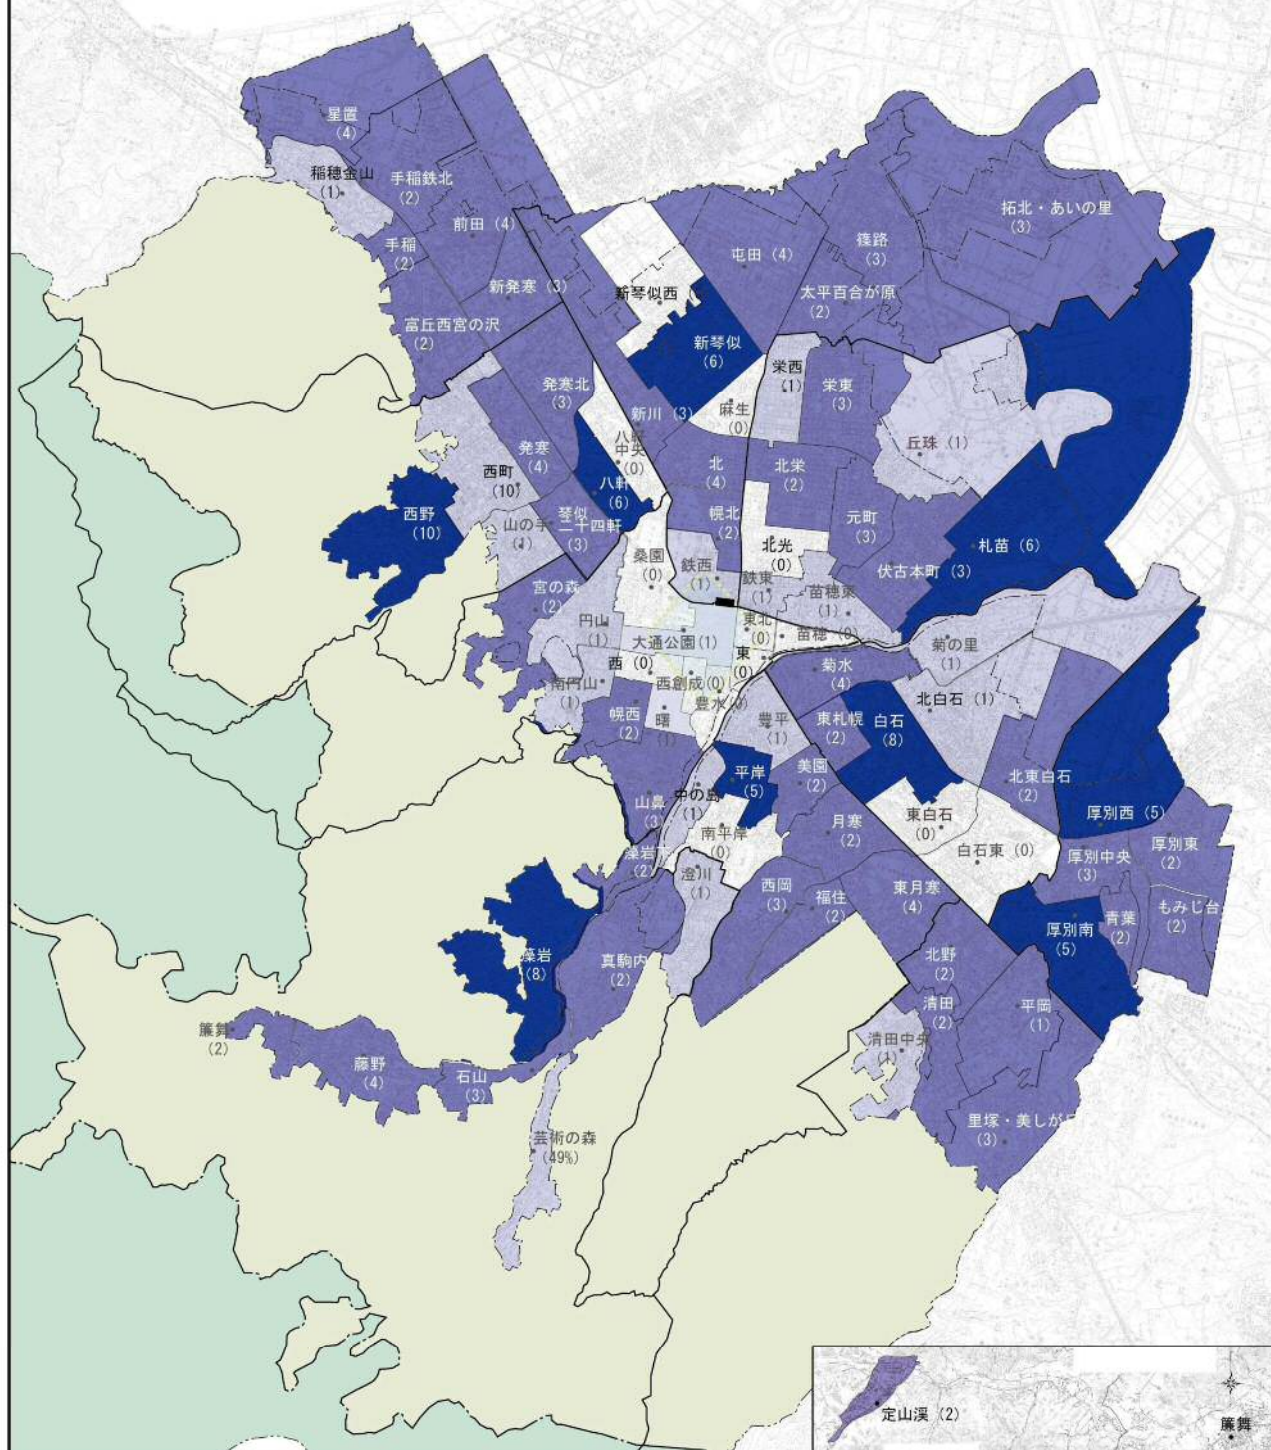 星置
(4)
稲穂金山
(1)
手稲鉄北
(2)
前田 (4)
手稲
(2)
新発寒 (3)
富丘西宮の沢
(2)
拓北・あいの里
(3)
篠路
(3)
屯田 (4)
太平百合が原
(2)
新琴似西
新琴似
(6)
栄西
(1)
栄東
(3)
麻生
(0)
発寒北
(3)
新川 (3)
丘珠 (1)
八軒
中央
(0)
発寒
(4)
西町
(10)
八軒
(6)
北
(4)
北栄
(2)
西野
(10)
山の手
(1)
琴似
二十四軒
(3)
幌北
(2)
元町
(3)
北光
(0)
札苗 (6)
桑園
(0)
鉄西
(1)
鉄東
(1)
伏古本町 (3)
宮の森
(2)
苗穂東
(1)
円山
(1)
大通公園(1)
東北
(0)
苗穂 (0)
菊の里
(1)
西 (0)
東
(0)
菊水
(4)
南円山
(1)
西創成(0)
豊水(0)
北白石 (1)
幌西
(2)
曙
(1)
豊平
(1)
東札幌
(2)
白石
(8)
平岸
(5)
美園
(2)
北東白石
(2)
中の島
(1)
山鼻
(3)
厚別西 (5)
東白石
(0)
南平岸
(0)
月寒
(2)
白石東 (0)
厚別中央
(3)
厚別東
(2)
藻岩下
(2)
澄川
(1)
西岡
(3)
福住
(2)
東月寒
(4)
もみじ台
(2)
青葉
(2)
厚別南
(5)
藻岩
(8)
真駒内
(2)
北野
(2)
清田
(2)
平岡
(1)
簾舞
(2)
清田中央
(1)
藤野
(4)
石山
(3)
里塚・美しが丘
(3)
芸術の森
(49%)
定山渓 (2)
簾舞